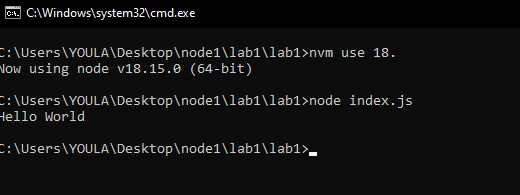 C:\Windows\system32\cmd.exe
C:\Users\YOULA\Desktop\node1\lab1\lab1>nvm use 18.
Now using node v18.15.0 (64-bit)
C:\Users\YOULA\Desktop\node1\lab1\lab1>node index.js
Hello World
C:\Users\YOULA\Desktop\node1\lab1\lab1>